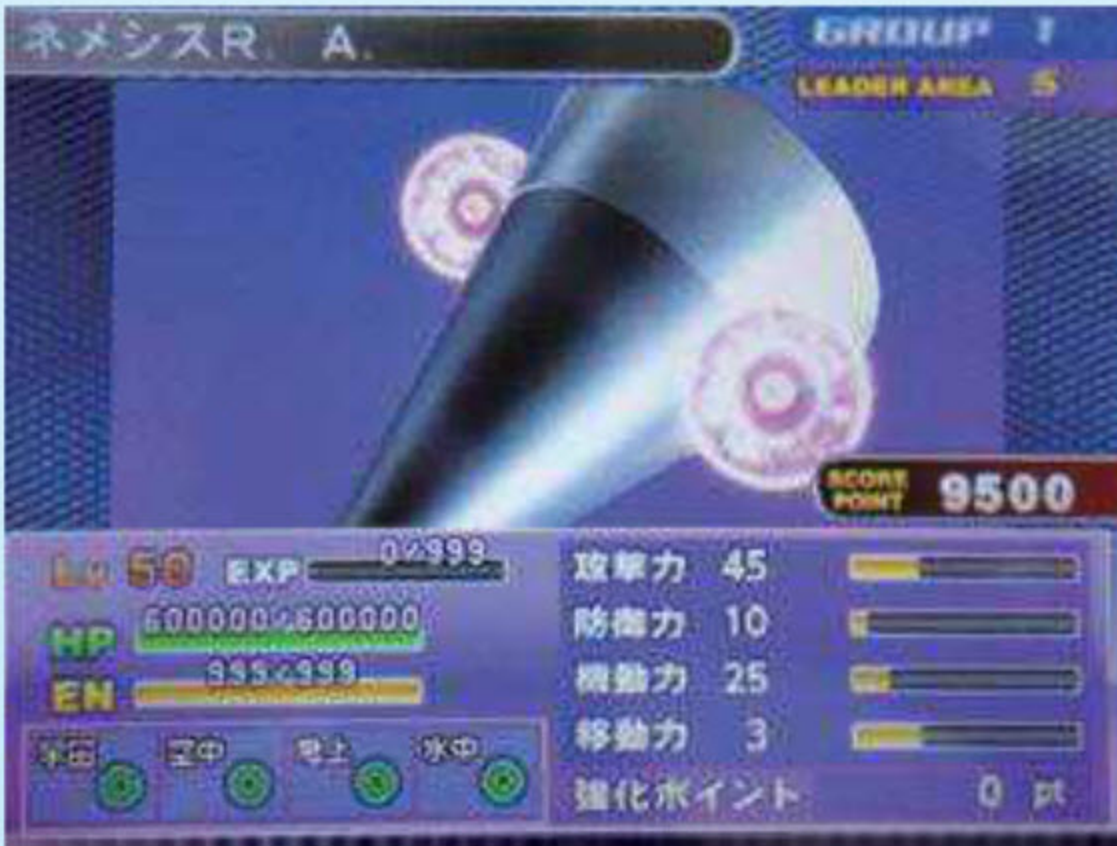 ネメシスR. A.
GROUP 1
LEADER AREA 5
SCORE POINT 9500
Lv 50 EXP 0/999
HP 600000/600000
EN 999/999
空中 地上 水中
攻撃力 45
防御力 10
機動力 25
移動力 3
強化ポイント 0 pt